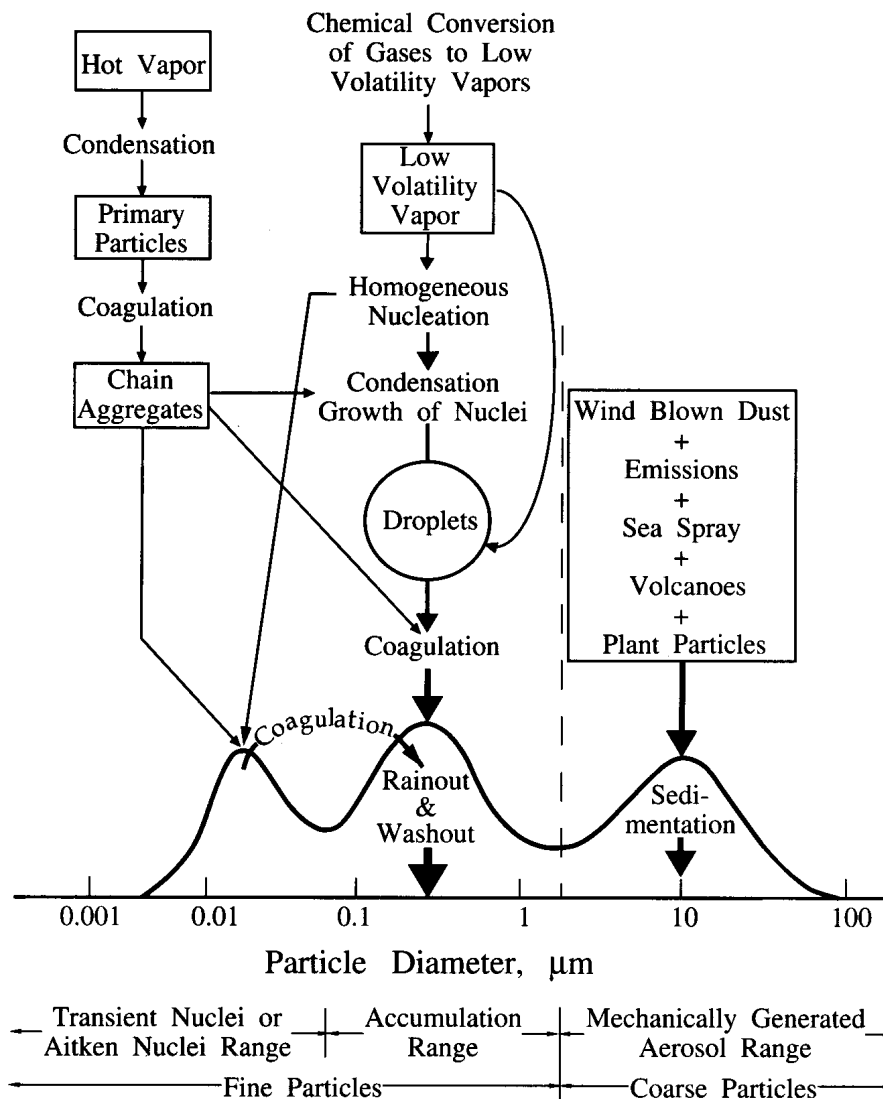 Hot Vapor
Condensation
Primary
Particles
Coagulation
Chain
Aggregates
Chemical Conversion
of Gases to Low
Volatility Vapors
Low
Volatility
Vapor
Homogeneous
Nucleation
Condensation
Growth of Nuclei
Droplets
Coagulation
Wind Blown Dust
+
Emissions
+
Sea Spray
+
Volcanoes
+
Plant Particles
Coagulation
Rainout
&
Washout
Sedi-
mentation
0.001 0.01 0.1 1 10 100
Particle Diameter, μm
Transient Nuclei or
Aitken Nuclei Range
Accumulation
Range
Mechanically Generated
Aerosol Range
Fine Particles
Coarse Particles